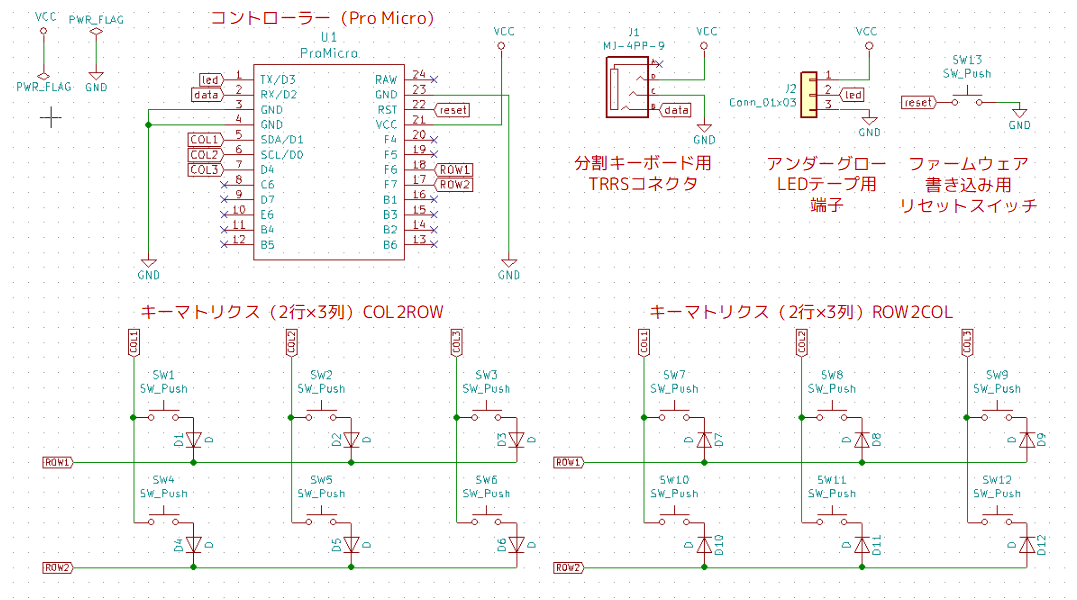 VCC
PWR_FLAG
PWR_FLAG
GND
コントローラー（Pro Micro）
U1
ProMicro
led 1 TX/D3
data 2 RX/D2
3 GND
4 GND
COL1 5 SDA/D1
COL2 6 SCL/D0
COL3 7 D4
8 C6
9 D7
10 E6
11 B4
12 B5
RAW 24
GND 23
RST 22 reset
VCC 21
F4 20
F5 19
F6 18 ROW1
F7 17 ROW2
B1 16
B3 15
B2 14
B6 13
VCC
GND
GND
J1
MJ-4PP-9
VCC
A
D
C
B
data
GND
分割キーボード用
TRRSコネクタ
VCC
J2
Conn_01x03
1
2 led
3
GND
アンダーグロー
LEDテープ用
端子
SW13
SW_Push
reset
GND
ファームウェア
書き込み用
リセットスイッチ
キーマトリクス（2行×3列）COL2ROW
COL1 COL2 COL3
SW1 SW2 SW3
SW_Push SW_Push SW_Push
D1 D D2 D D3 D
ROW1
SW4 SW5 SW6
SW_Push SW_Push SW_Push
D4 D D5 D D6 D
ROW2
キーマトリクス（2行×3列）ROW2COL
COL1 COL2 COL3
SW7 SW8 SW9
SW_Push SW_Push SW_Push
D D7 D D8 D D9
ROW1
SW10 SW11 SW12
SW_Push SW_Push SW_Push
D D10 D D11 D D12
ROW2